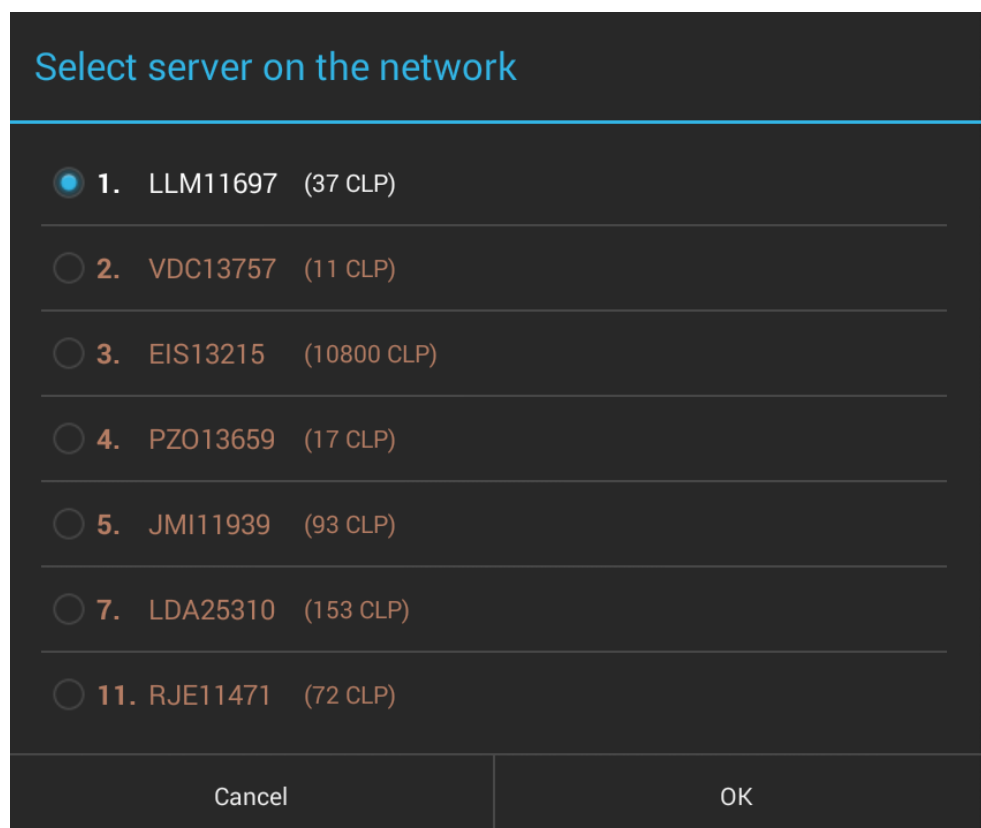 Select server on the network
1. LLM11697 (37 CLP)
2. VDC13757 (11 CLP)
3. EIS13215 (10800 CLP)
4. PZO13659 (17 CLP)
5. JMI11939 (93 CLP)
7. LDA25310 (153 CLP)
11. RJE11471 (72 CLP)
Cancel OK